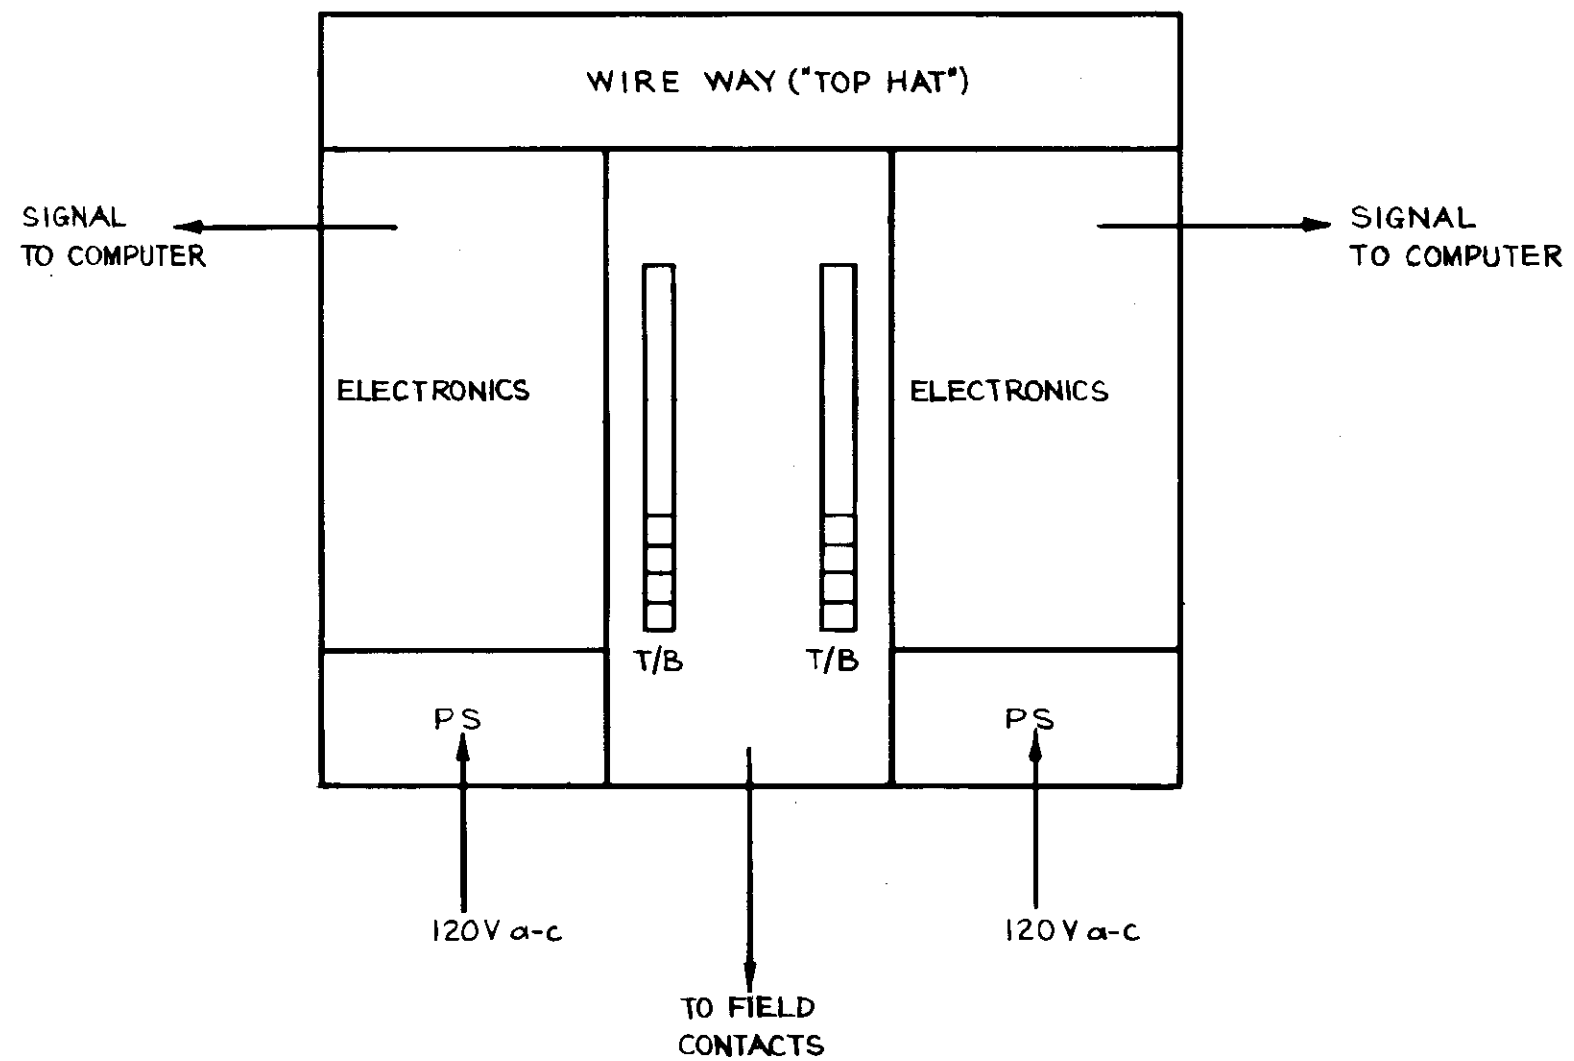 WIRE WAY ("TOP HAT")
SIGNAL
TO COMPUTER
SIGNAL
TO COMPUTER
ELECTRONICS
ELECTRONICS
T/B
T/B
PS
PS
120V a-c
120V a-c
TO FIELD
CONTACTS